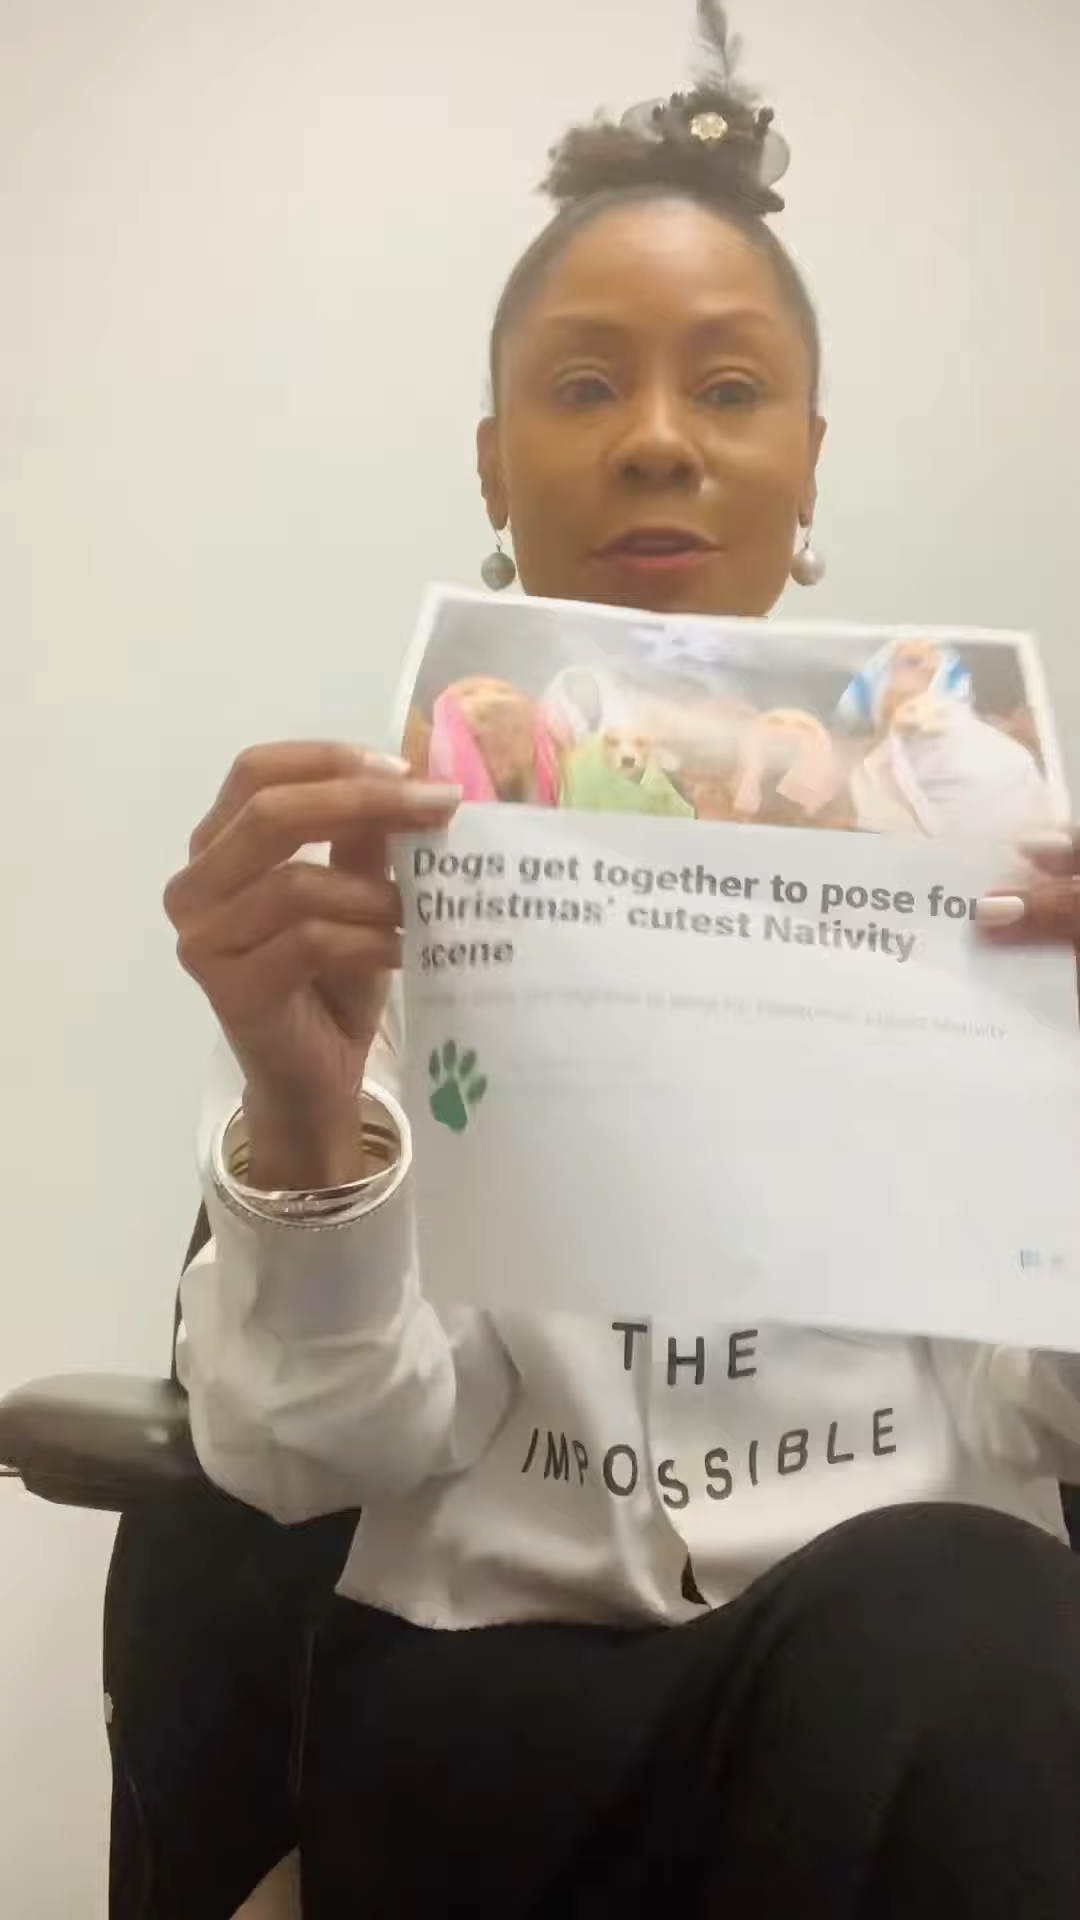 Dogs get together to pose for
Christmas' cutest Nativity
scene
THE
IMPOSSIBLE